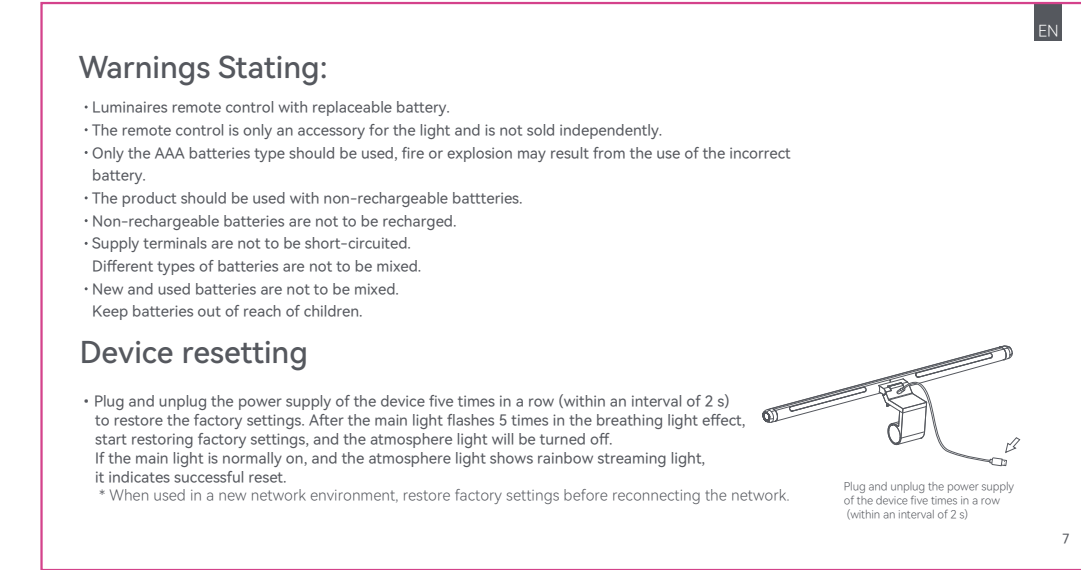 EN
Warnings Stating:
· Luminaires remote control with replaceable battery.
· The remote control is only an accessory for the light and is not sold independently.
· Only the AAA batteries type should be used, fire or explosion may result from the use of the incorrect
battery.
· The product should be used with non-rechargeable battteries.
· Non-rechargeable batteries are not to be recharged.
· Supply terminals are not to be short-circuited.
Different types of batteries are not to be mixed.
· New and used batteries are not to be mixed.
Keep batteries out of reach of children.
Device resetting
• Plug and unplug the power supply of the device five times in a row (within an interval of 2 s)
to restore the factory settings. After the main light flashes 5 times in the breathing light effect,
start restoring factory settings, and the atmosphere light will be turned off.
If the main light is normally on, and the atmosphere light shows rainbow streaming light,
it indicates successful reset.
* When used in a new network environment, restore factory settings before reconnecting the network.
Plug and unplug the power supply
of the device five times in a row
(within an interval of 2 s)
7